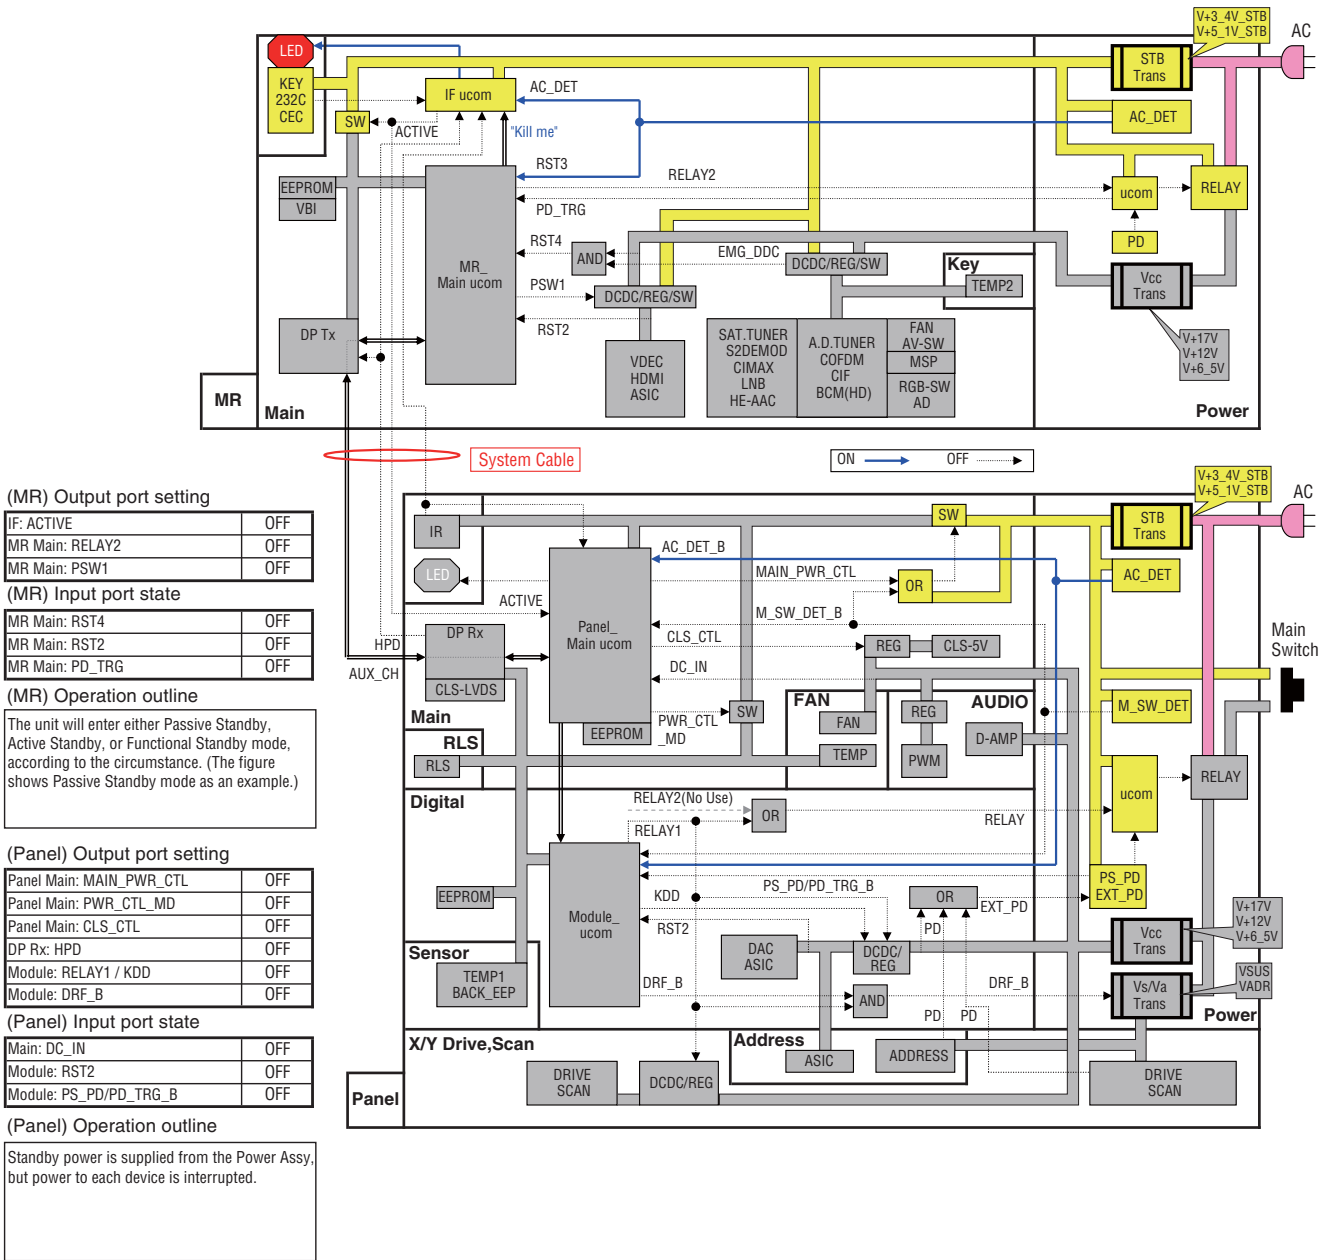 V+3_4V_STB
V+5_1V_STB
AC
LED
STB
Trans
KEY
232C
CEC
IF ucom
AC_DET
AC_DET
SW
ACTIVE
"Kill me"
RST3
RELAY2
EEPROM
VBI
PD_TRG
ucom
RELAY
RST4
AND
EMG_DDC
PD
MR_
Main ucom
DCDC/REG/SW
Key
TEMP2
Vcc
Trans
PSW1
DCDC/REG/SW
RST2
DP Tx
VDEC
HDMI
ASIC
SAT.TUNER
S2DEMOD
CIMAX
LNB
HE-AAC
A.D.TUNER
COFDM
CIF
BCM(HD)
FAN
AV-SW
MSP
RGB-SW
AD
V+17V
V+12V
V+6_5V
MR
Main
Power
System Cable
ON
OFF
(MR) Output port setting
IF: ACTIVE OFF
MR Main: RELAY2 OFF
MR Main: PSW1 OFF
(MR) Input port state
MR Main: RST4 OFF
MR Main: RST2 OFF
MR Main: PD_TRG OFF
(MR) Operation outline
The unit will enter either Passive Standby,
Active Standby, or Functional Standby mode,
according to the circumstance. (The figure
shows Passive Standby mode as an example.)
(Panel) Output port setting
Panel Main: MAIN_PWR_CTL OFF
Panel Main: PWR_CTL_MD OFF
Panel Main: CLS_CTL OFF
DP Rx: HPD OFF
Module: RELAY1 / KDD OFF
Module: DRF_B OFF
(Panel) Input port state
Main: DC_IN OFF
Module: RST2 OFF
Module: PS_PD/PD_TRG_B OFF
(Panel) Operation outline
Standby power is supplied from the Power Assy,
but power to each device is interrupted.
V+3_4V_STB
V+5_1V_STB
AC
IR
SW
STB
Trans
LED
AC_DET_B
MAIN_PWR_CTL
OR
AC_DET
ACTIVE
M_SW_DET_B
Panel_
Main ucom
HPD
DP Rx
CLS_CTL
REG
CLS-5V
Main
Switch
AUX_CH
CLS-LVDS
DC_IN
Main
EEPROM
PWR_CTL
_MD
SW
FAN
FAN
REG
AUDIO
M_SW_DET
RLS
RLS
TEMP
PWM
D-AMP
RELAY
Digital
RELAY2(No Use)
RELAY1
OR
RELAY
ucom
EEPROM
Module_
ucom
KDD
PS_PD/PD_TRG_B
OR
EXT_PD
PS_PD
EXT_PD
RST2
PD
V+17V
V+12V
V+6_5V
Sensor
TEMP1
BACK_EEP
DAC
ASIC
DCDC/
REG
Vcc
Trans
DRF_B
AND
DRF_B
Vs/Va
Trans
VSUS
VADR
PD
PD
Power
X/Y Drive,Scan
Address
ASIC
ADDRESS
DRIVE
SCAN
DCDC/REG
DRIVE
SCAN
Panel